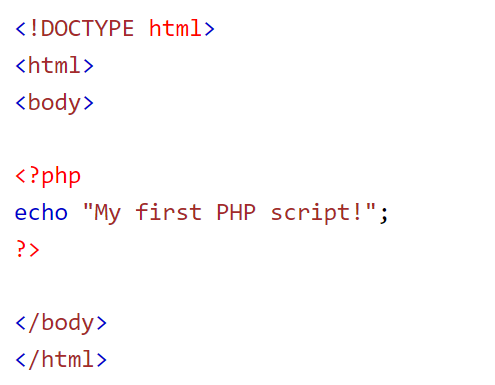 <!DOCTYPE html>
<html>
<body>
<?php
echo "My first PHP script!";
?>
</body>
</html>